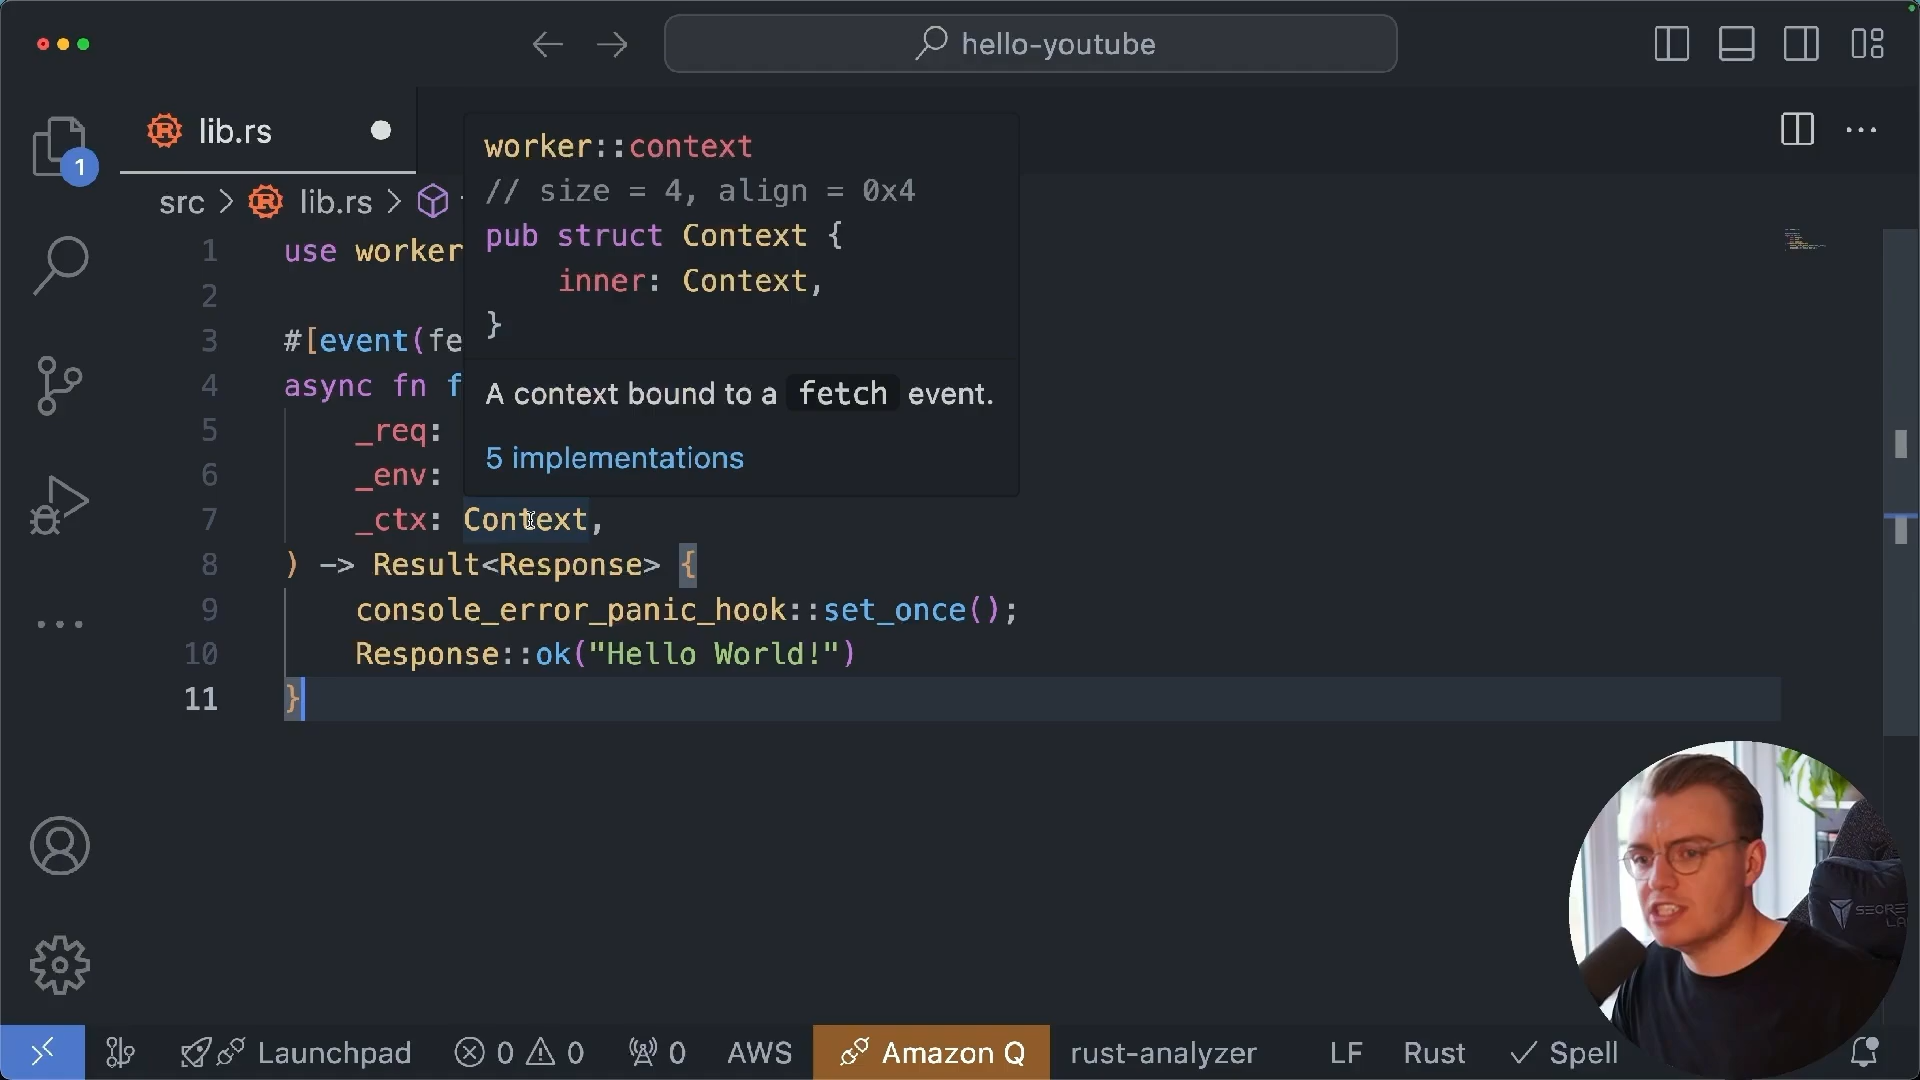 hello-youtube
lib.rs
1
src > lib.rs >
worker::context
// size = 4, align = 0x4
pub struct Context {
inner: Context,
}
A context bound to a fetch event.
5 implementations
1 use worker
2
3 #[event(fe
4 async fn f
5 _req:
6 _env:
7 _ctx: Context,
8 ) -> Result<Response> {
9 console_error_panic_hook::set_once();
10 Response::ok("Hello World!")
11 }
Launchpad 0 0 0 AWS Amazon Q rust-analyzer LF Rust Spell